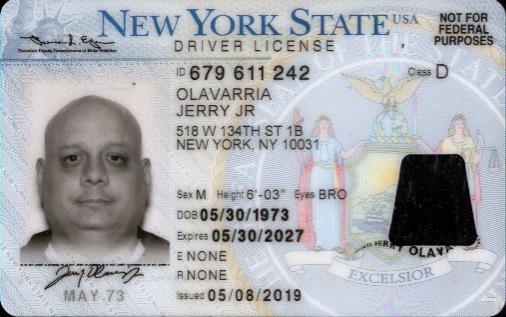 NEW YORK STATE USA
NOT FOR
FEDERAL
PURPOSES
DRIVER LICENSE
ID 679 611 242
Class D
OLAVARRIA
JERRY JR
518 W 134TH ST 1B
NEW YORK, NY 10031
Sex M Height 6'-03" Eyes BRO
DOB 05/30/1973
Expires 05/30/2027
E NONE
R NONE
Issued 05/08/2019
MAY 73
EXCELSIOR